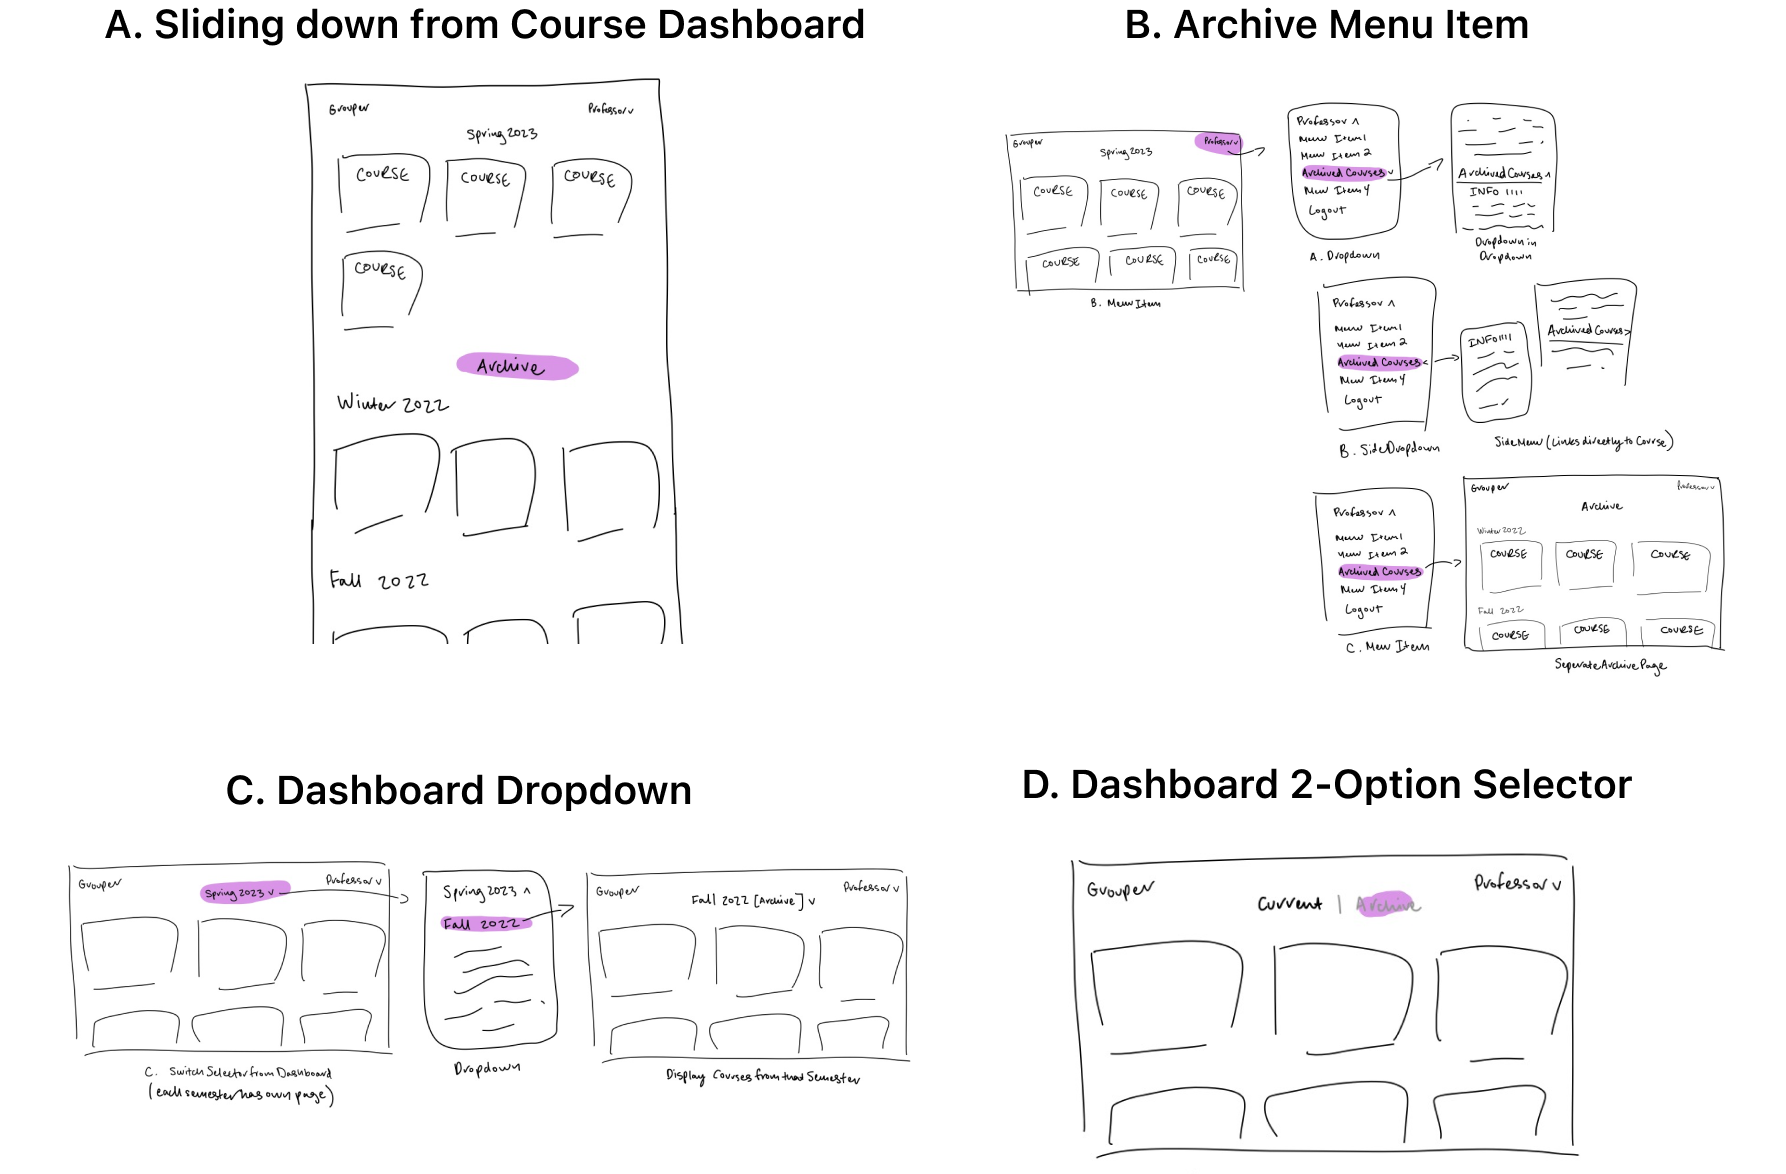 A. Sliding down from Course Dashboard
Grouper
Professor v
Spring 2023
COURSE
COURSE
COURSE
COURSE
Archive
Winter 2022
Fall 2022
B. Archive Menu Item
Grouper
Professor v
Spring 2023
COURSE
COURSE
COURSE
COURSE
COURSE
COURSE
B. Menu Item
Professor ^
Menu Item 1
Menu Item 2
Archived Courses v
Menu Item 4
Logout
A. Dropdown
Archived Courses ^
INFO !!!!
Dropdown in
Dropdown
Professor ^
Menu Item 1
Menu Item 2
Archived Courses <
Menu Item 4
Logout
B. Side Dropdown
INFO !!!!
Archived Courses >
Side Menu (Links directly to Course)
Professor ^
Menu Item 1
Menu Item 2
Archived Courses
Menu Item 4
Logout
C. Menu Item
Grouper
Professor v
Archive
Winter 2022
COURSE
COURSE
COURSE
Fall 2022
COURSE
COURSE
COURSE
Seperate Archive Page
C. Dashboard Dropdown
Grouper
Spring 2023 v
Professor v
C. Switch Selector from Dashboard
(each semester has own page)
Spring 2023 ^
Fall 2022
Dropdown
Grouper
Professor v
Fall 2022 [Archive] v
Display Courses from that Semester
D. Dashboard 2-Option Selector
Grouper
Professor v
Current | Archive